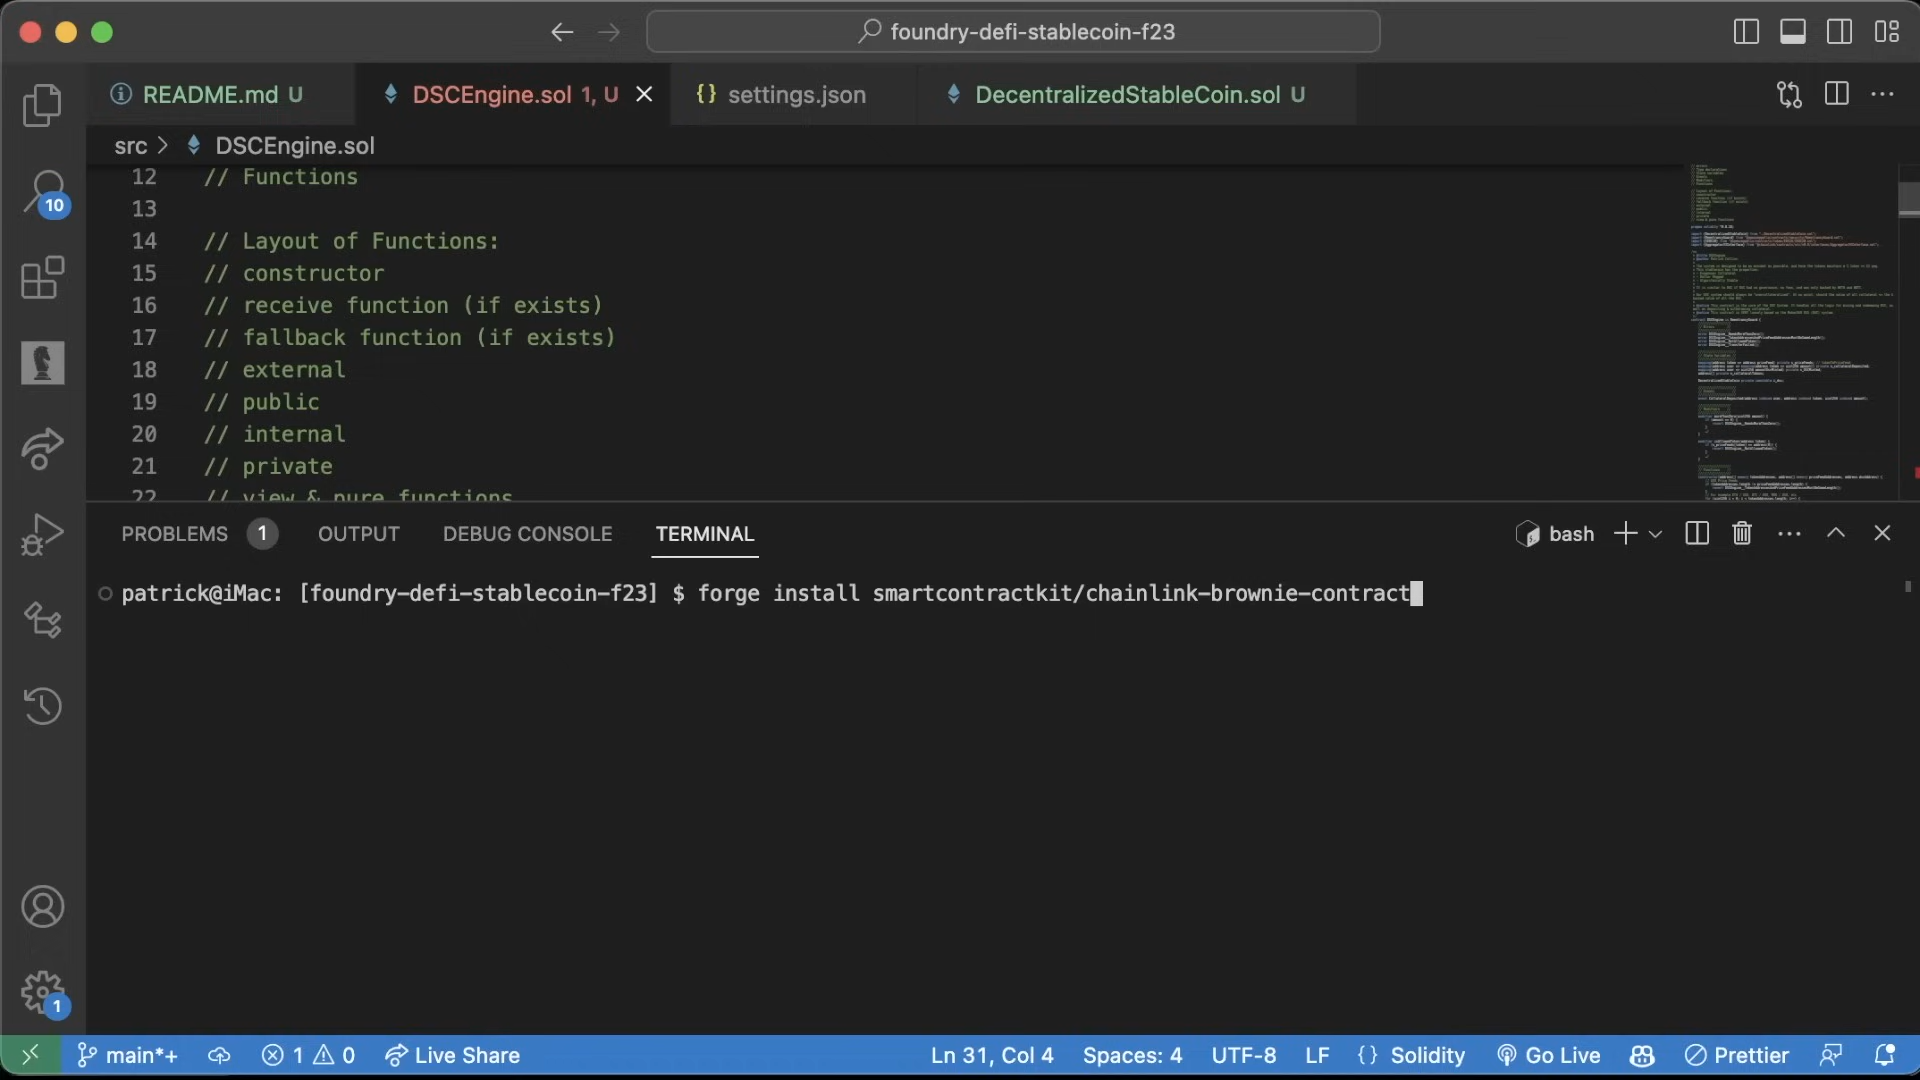 foundry-defi-stablecoin-f23
README.md U
DSCEngine.sol 1, U
{} settings.json
DecentralizedStableCoin.sol U
src > DSCEngine.sol
10
12 // Functions
13
14 // Layout of Functions:
15 // constructor
16 // receive function (if exists)
17 // fallback function (if exists)
18 // external
19 // public
20 // internal
21 // private
22 // view & pure functions
PROBLEMS 1 OUTPUT DEBUG CONSOLE TERMINAL
bash
patrick@iMac: [foundry-defi-stablecoin-f23] $ forge install smartcontractkit/chainlink-brownie-contract
1
main*+ 1 0 Live Share Ln 31, Col 4 Spaces: 4 UTF-8 LF {} Solidity Go Live Prettier